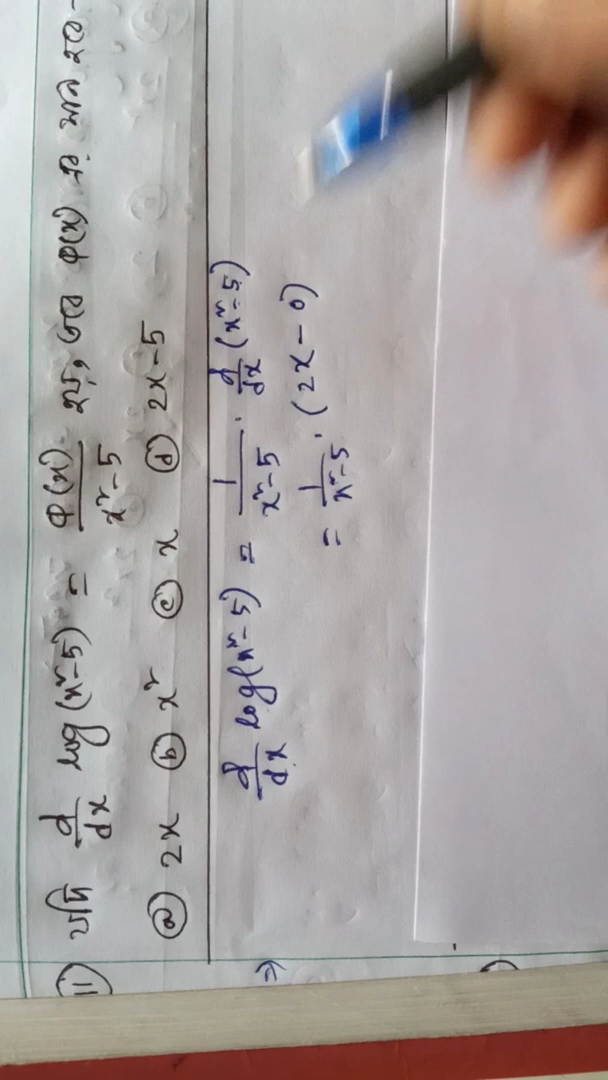 11) যদি d/dx log(x²-5) = φ(x)/x²-5 হয়, তবে φ(x) এর মান হবে-
ⓐ 2x ⓑ x² ⓒ x ⓓ 2x-5
⇒ d/dx log(x²-5) = 1/x²-5 · d/dx (x²-5)
= 1/x²-5 · (2x-0)